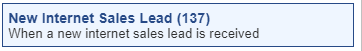 New Internet Sales Lead (137)
When a new internet sales lead is received